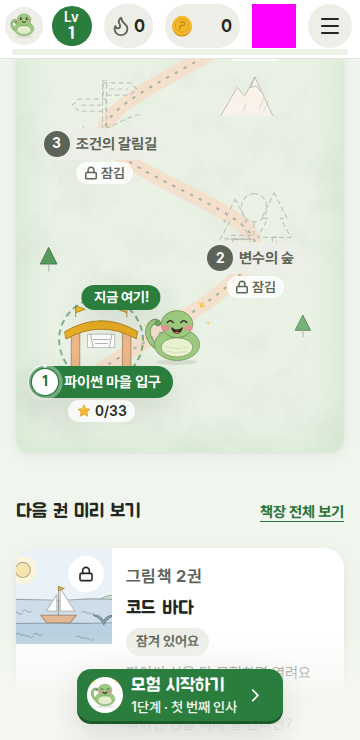 Lv
1
0
0
3 조건의 갈림길
잠김
2 변수의 숲
잠김
지금 여기!
1 파이썬 마을 입구
0/33
다음 권 미리 보기
책장 전체 보기
그림책 2권
코드 바다
잠겨 있어요
모험 시작하기
1단계 · 첫 번째 인사